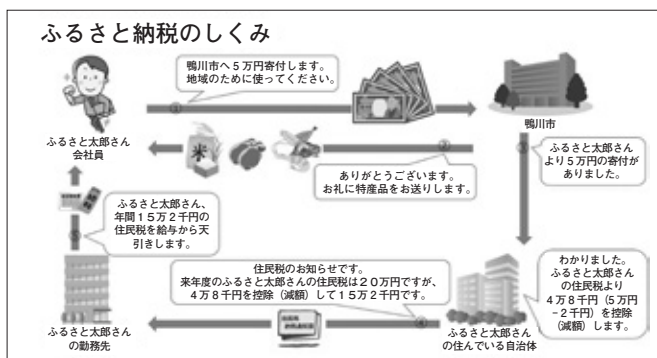 ふるさと納税のしくみ
鴨川市へ5万円寄付します。
地域のために使ってください。
①
ふるさと太郎さん
会社員
鴨川市
米
②
ありがとうございます。
お礼に特産品をお送りします。
③
ふるさと太郎さん
より5万円の寄付が
ありました。
ふるさと太郎さん、
年間15万2千円の
住民税を給与から天
引きします。
⑤
住民税のお知らせです。
来年度のふるさと太郎さんの住民税は20万円ですが、
4万8千円を控除(減額)して15万2千円です。
わかりました。
ふるさと太郎さん
の住民税より
4万8千円(5万円
-2千円)を控除
(減額)します。
④
ふるさと太郎さん
の勤務先
ふるさと太郎さん
の住んでいる自治体